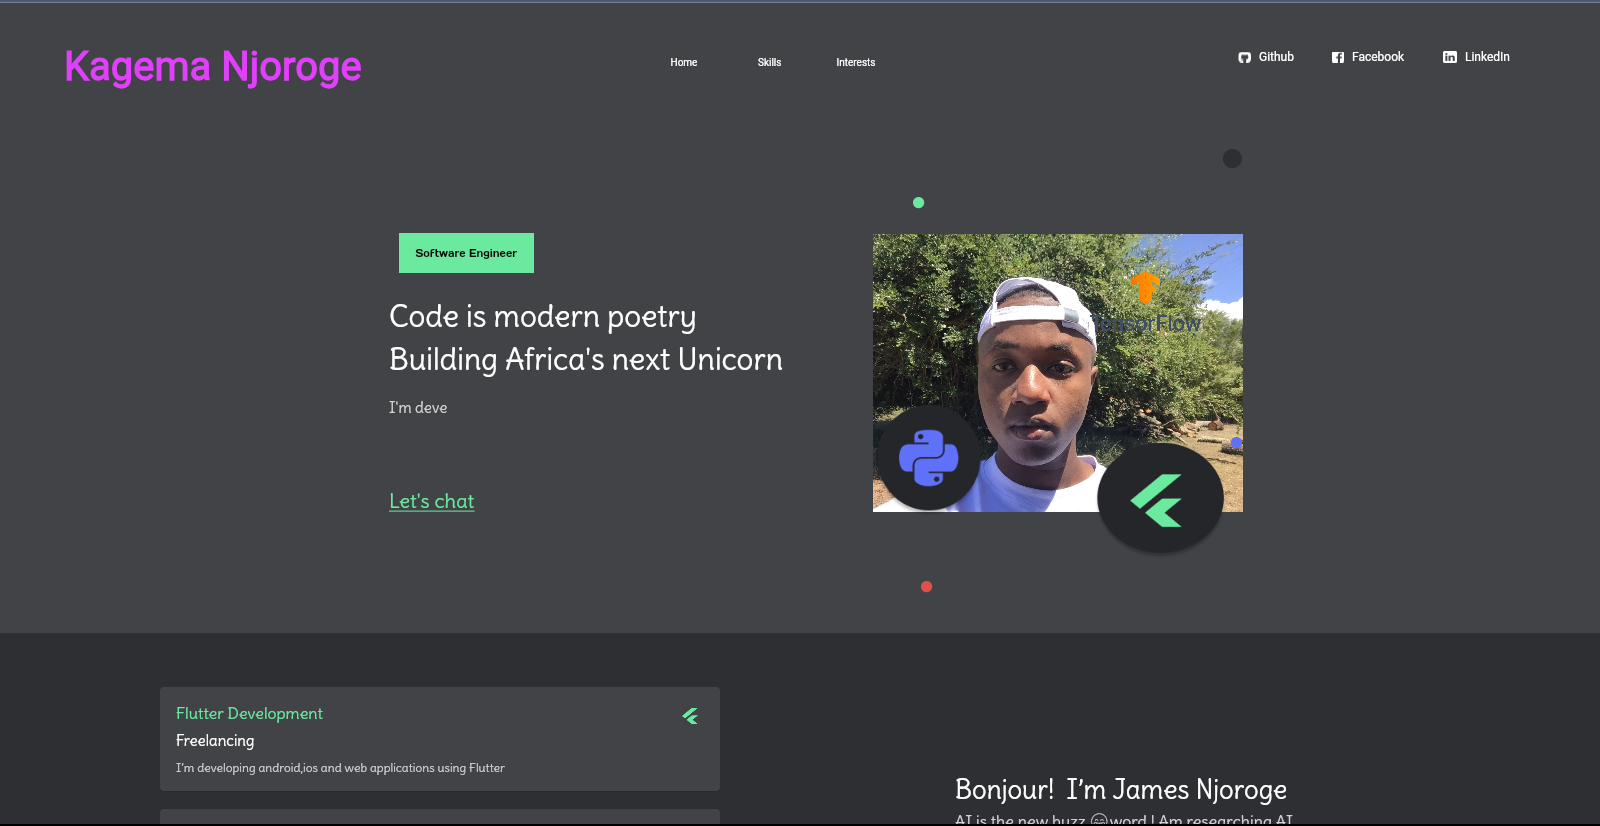 Kagema Njoroge
Home
Skills
Interests
Github
Facebook
LinkedIn
Software Engineer
Code is modern poetry
Building Africa's next Unicorn
I'm deve
Let's chat
TensorFlow
Flutter Development
Freelancing
I'm developing android,ios and web applications using Flutter
Bonjour! I'm James Njoroge
AI is the new buzz 😁word ! Am researching AI